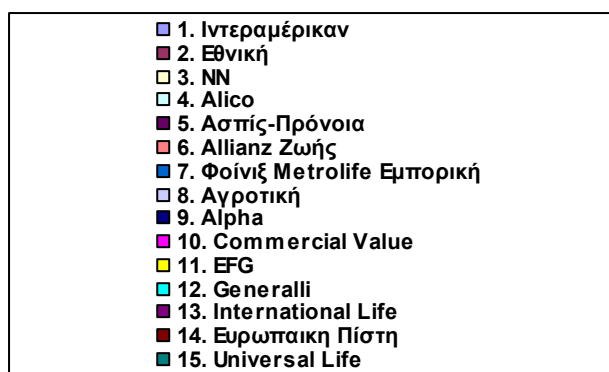 1. Ιντεραμέρικαν
2. Εθνική
3. NN
4. Alico
5. Ασπίς-Πρόνοια
6. Allianz Ζωής
7. Φοίνιξ Metrolife Εμπορική
8. Αγροτική
9. Alpha
10. Commercial Value
11. EFG
12. Generalli
13. International Life
14. Ευρωπαικη Πίστη
15. Universal Life